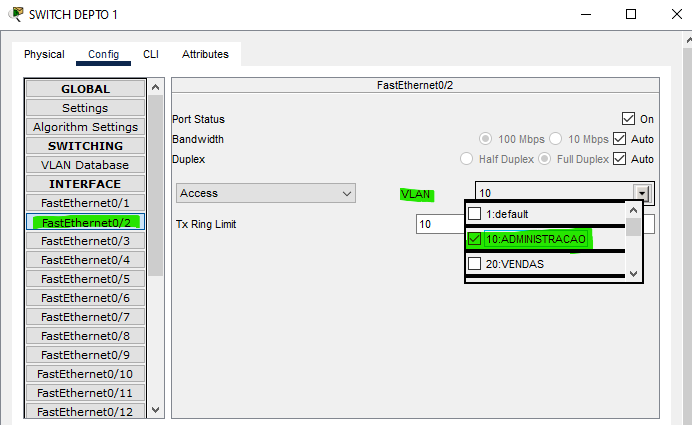 SWITCH DEPTO 1
Physical Config CLI Attributes
GLOBAL
Settings
Algorithm Settings
SWITCHING
VLAN Database
INTERFACE
FastEthernet0/1
FastEthernet0/2
FastEthernet0/3
FastEthernet0/4
FastEthernet0/5
FastEthernet0/6
FastEthernet0/7
FastEthernet0/8
FastEthernet0/9
FastEthernet0/10
FastEthernet0/11
FastEthernet0/12
FastEthernet0/2
Port Status On
Bandwidth 100 Mbps 10 Mbps Auto
Duplex Half Duplex Full Duplex Auto
Access VLAN 10
1:default
10:ADMINISTRACAO
20:VENDAS
Tx Ring Limit 10